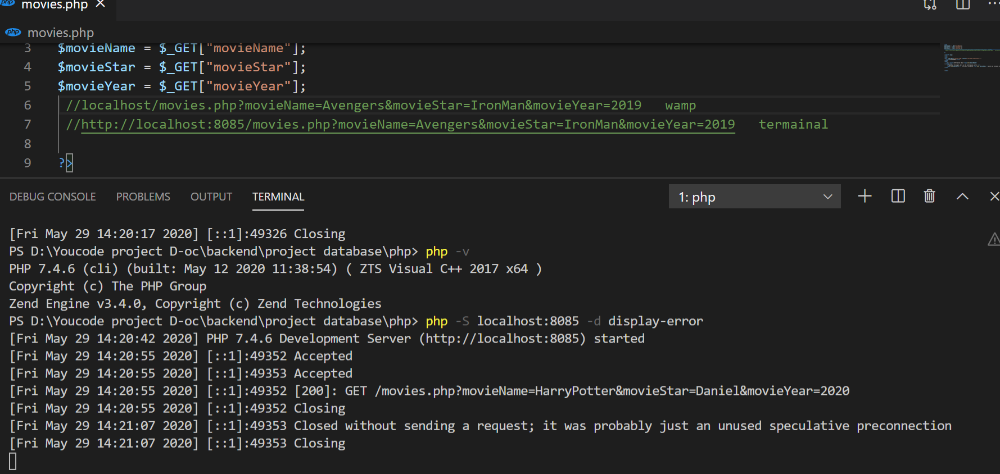 php movies.php
php movies.php
3 $movieName = $_GET["movieName"];
4 $movieStar = $_GET["movieStar"];
5 $movieYear = $_GET["movieYear"];
6 //localhost/movies.php?movieName=Avengers&movieStar=IronMan&movieYear=2019   wamp
7 //http://localhost:8085/movies.php?movieName=Avengers&movieStar=IronMan&movieYear=2019   termainal
8
9 ?>
DEBUG CONSOLE PROBLEMS OUTPUT TERMINAL 1: php
[Fri May 29 14:20:17 2020] [::1]:49326 Closing
PS D:\Youcode project D-oc\backend\project database\php> php -v
PHP 7.4.6 (cli) (built: May 12 2020 11:38:54) ( ZTS Visual C++ 2017 x64 )
Copyright (c) The PHP Group
Zend Engine v3.4.0, Copyright (c) Zend Technologies
PS D:\Youcode project D-oc\backend\project database\php> php -S localhost:8085 -d display-error
[Fri May 29 14:20:42 2020] PHP 7.4.6 Development Server (http://localhost:8085) started
[Fri May 29 14:20:55 2020] [::1]:49352 Accepted
[Fri May 29 14:20:55 2020] [::1]:49353 Accepted
[Fri May 29 14:20:55 2020] [::1]:49352 [200]: GET /movies.php?movieName=HarryPotter&movieStar=Daniel&movieYear=2020
[Fri May 29 14:20:55 2020] [::1]:49352 Closing
[Fri May 29 14:21:07 2020] [::1]:49353 Closed without sending a request; it was probably just an unused speculative preconnection
[Fri May 29 14:21:07 2020] [::1]:49353 Closing